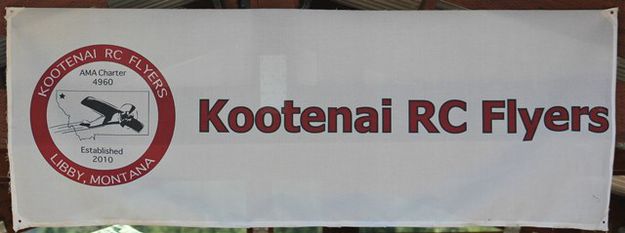 KOOTENAI RC FLYERS
AMA Charter
4960
Established
2010
LIBBY, MONTANA
Kootenai RC Flyers